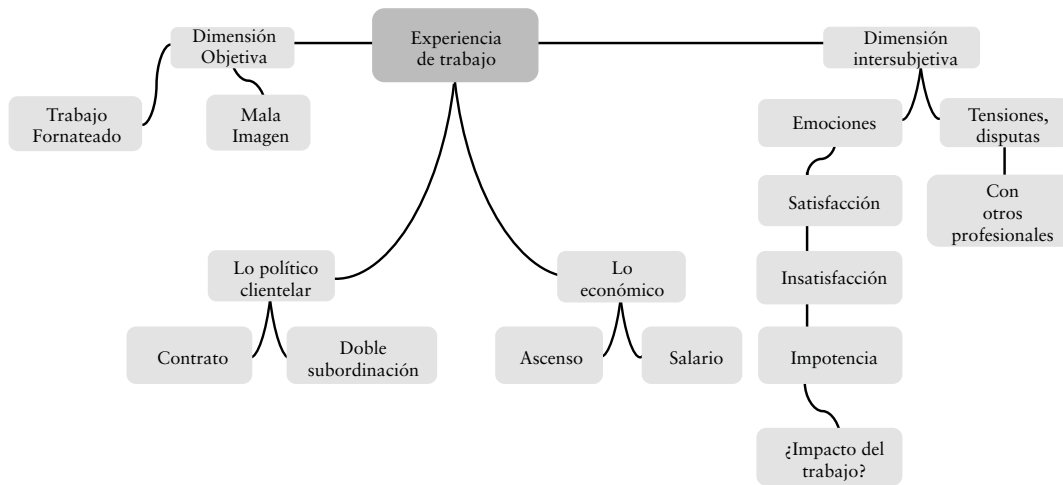 Experiencia
de trabajo
Dimensión
Objetiva
Trabajo
Fornateado
Mala
Imagen
Lo político
clientelar
Contrato
Doble
subordinación
Lo
económico
Ascenso
Salario
Dimensión
intersubjetiva
Emociones
Satisfacción
Insatisfacción
Impotencia
¿Impacto del
trabajo?
Tensiones,
disputas
Con
otros
profesionales